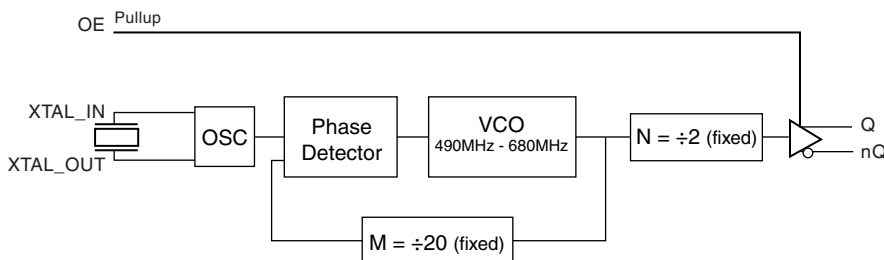 OE Pullup
XTAL_IN
OSC
XTAL_OUT
Phase
Detector
VCO
490MHz - 680MHz
N = ÷2 (fixed)
Q
nQ
M = ÷20 (fixed)